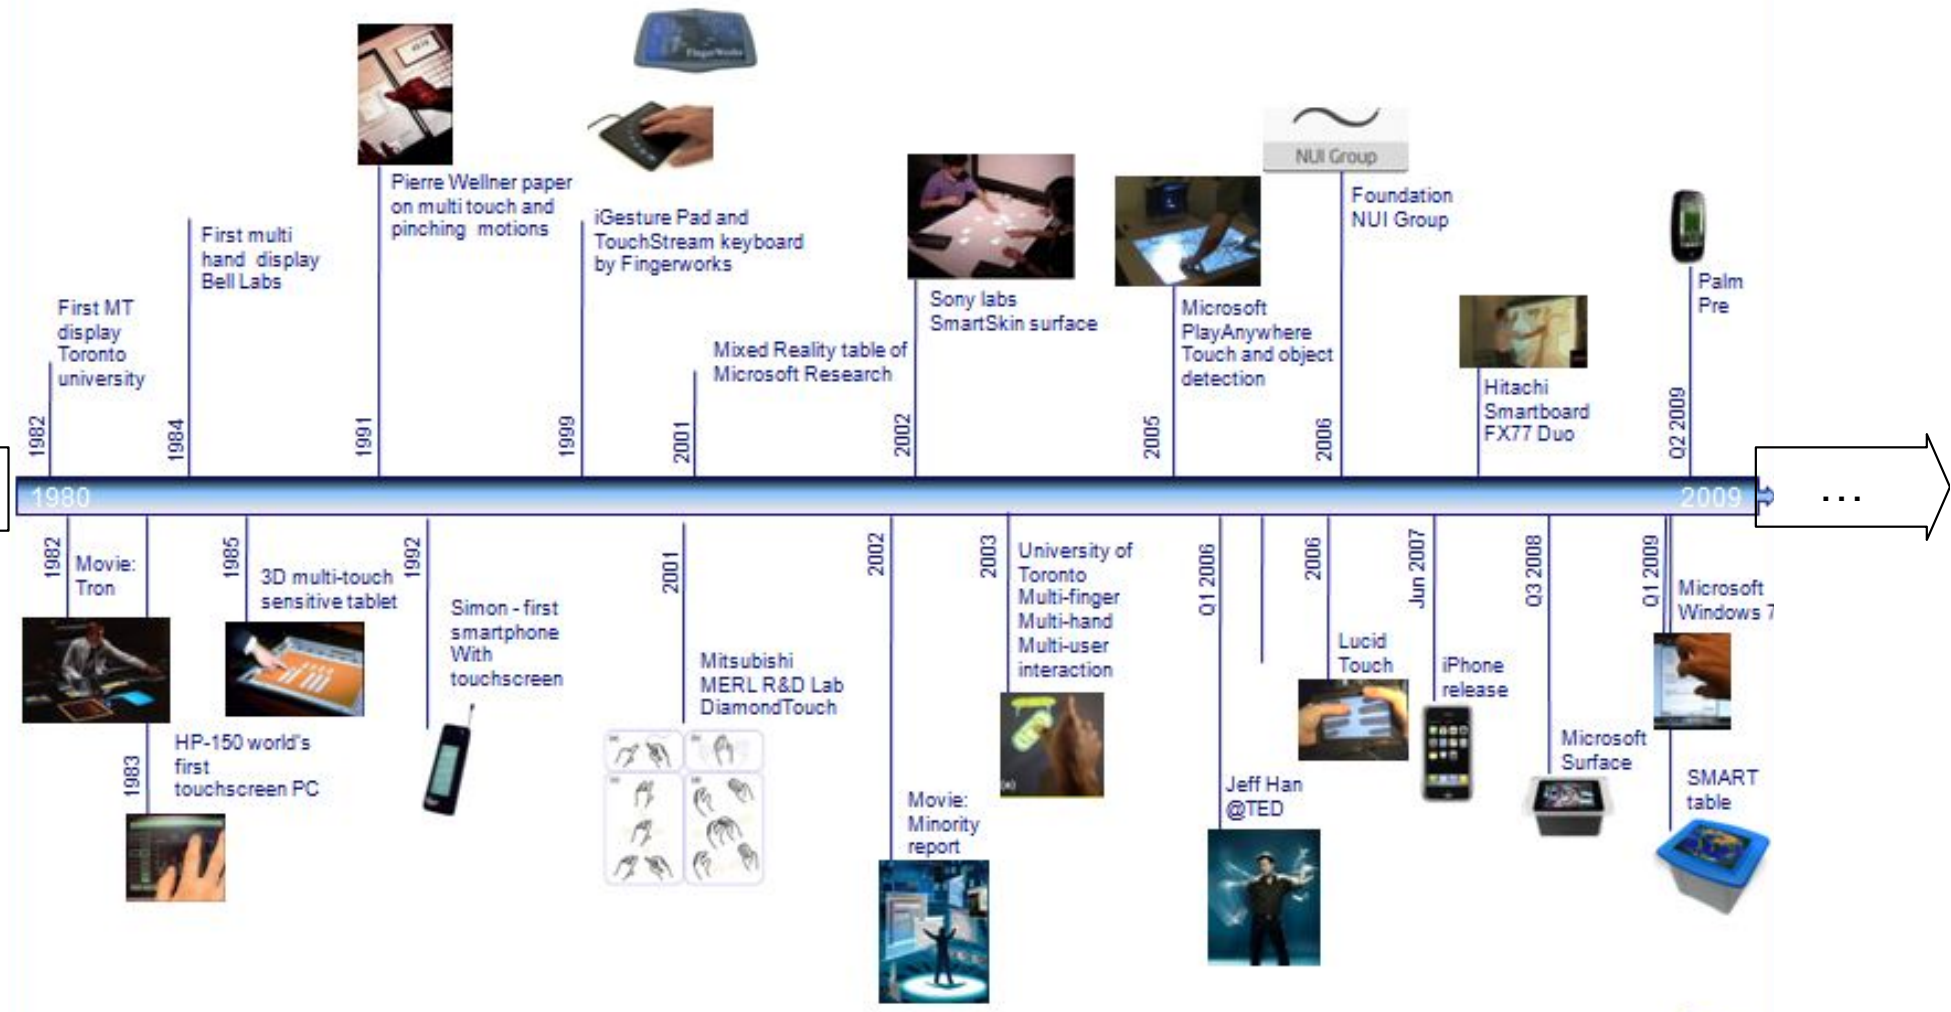 FingerWorks
NUI Group
Pierre Wellner paper
on multi touch and
pinching motions
iGesture Pad and
TouchStream keyboard
by Fingerworks
Foundation
NUI Group
First multi
hand display
Bell Labs
Palm
Pre
First MT
display
Toronto
university
Sony labs
SmartSkin surface
Microsoft
PlayAnywhere
Touch and object
detection
Mixed Reality table of
Microsoft Research
Hitachi
Smartboard
FX77 Duo
1982
1984
1991
1999
2001
2002
2005
2006
Q2 2009
1980
2009
...
1982
Movie:
Tron
1985
3D multi-touch
sensitive tablet
1992
Simon - first
smartphone
With
touchscreen
2001
Mitsubishi
MERL R&D Lab
DiamondTouch
2002
2003
University of
Toronto
Multi-finger
Multi-hand
Multi-user
interaction
Q1 2006
2006
Lucid
Touch
Jun 2007
iPhone
release
Q3 2008
Microsoft
Surface
Q1 2009
Microsoft
Windows 7
1983
HP-150 world's
first
touchscreen PC
Movie:
Minority
report
Jeff Han
@TED
SMART
table